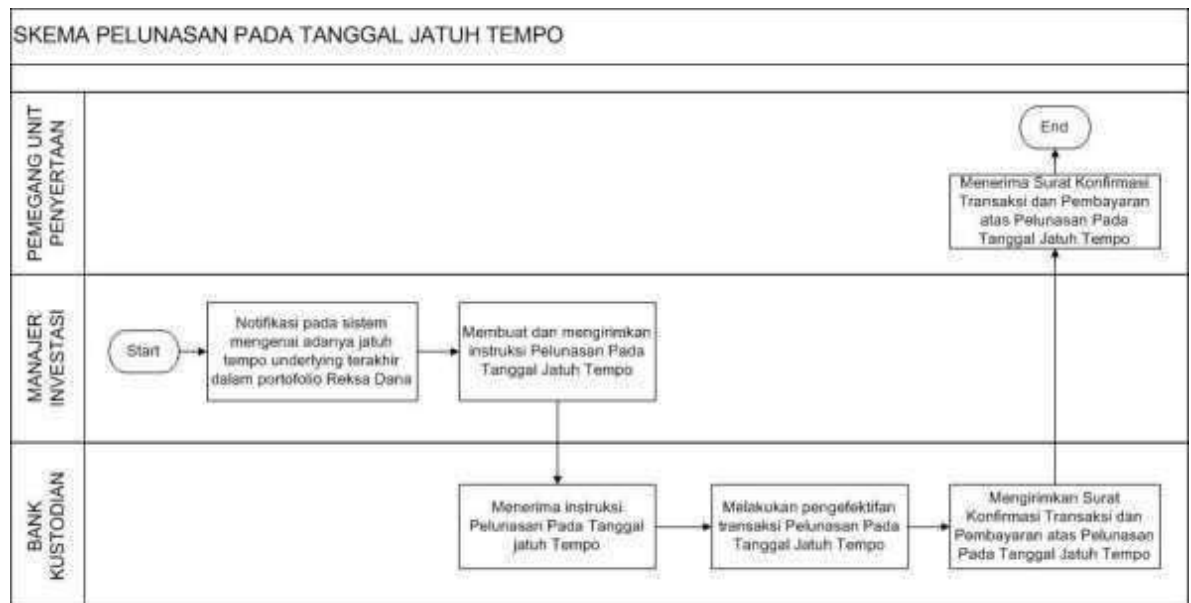 SKEMA PELUNASAN PADA TANGGAL JATUH TEMPO
PEMEGANG UNIT
PENYERTAAN
End
Menerima Surat Konfirmasi
Transaksi dan Pembayaran
atas Pelunasan Pada
Tanggal Jatuh Tempo
MANAJER
INVESTASI
Start
Notifikasi pada sistem
mengenai adanya jatuh
tempo underlying terakhir
dalam portofolio Reksa Dana
Membuat dan mengirimkan
instruksi Pelunasan Pada
Tanggal Jatuh Tempo
BANK
KUSTODIAN
Menerima instruksi
Pelunasan Pada Tanggal
jatuh Tempo
Melakukan pengefektifan
transaksi Pelunasan Pada
Tanggal Jatuh Tempo
Mengirimkan Surat
Konfirmasi Transaksi dan
Pembayaran atas Pelunasan
Pada Tanggal Jatuh Tempo